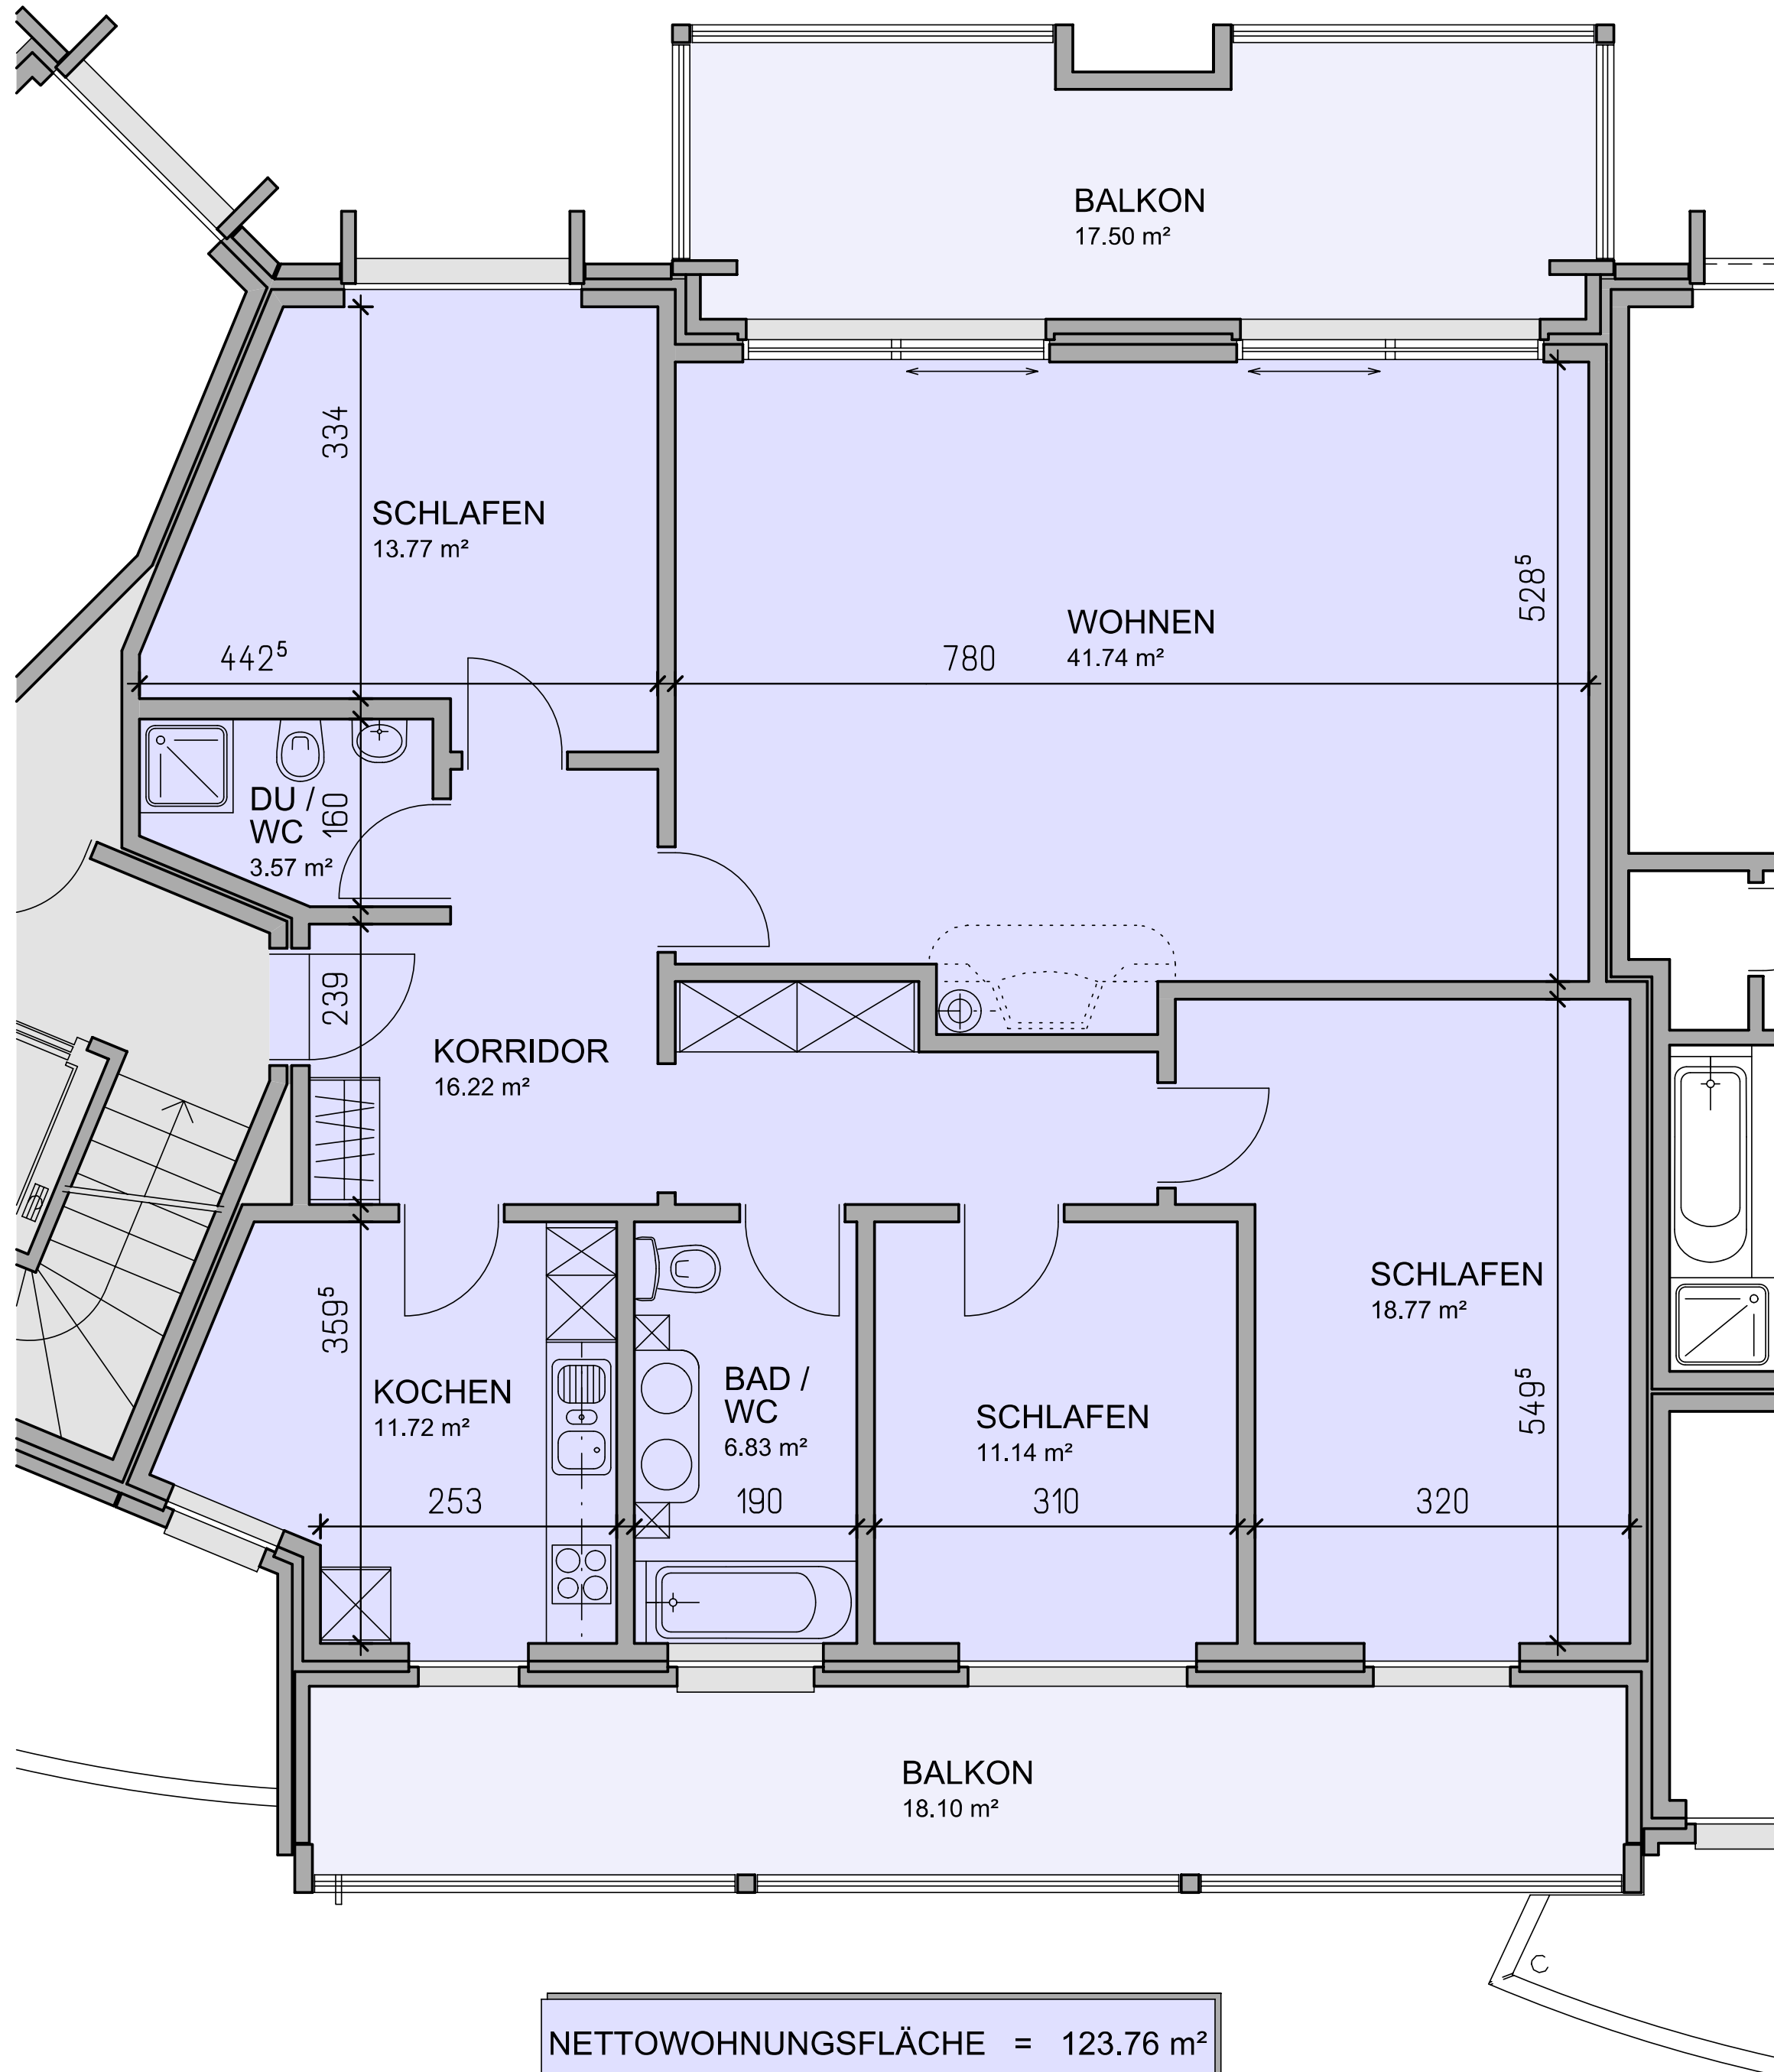 BALKON
17.50 m²
334
SCHLAFEN
13.77 m²
528⁵
WOHNEN
41.74 m²
442⁵
780
DU /
WC
3.57 m²
160
239
KORRIDOR
16.22 m²
359⁵
KOCHEN
11.72 m²
BAD /
WC
6.83 m²
SCHLAFEN
11.14 m²
SCHLAFEN
18.77 m²
549⁵
253
190
310
320
BALKON
18.10 m²
NETTOWOHNUNGSFLÄCHE = 123.76 m²